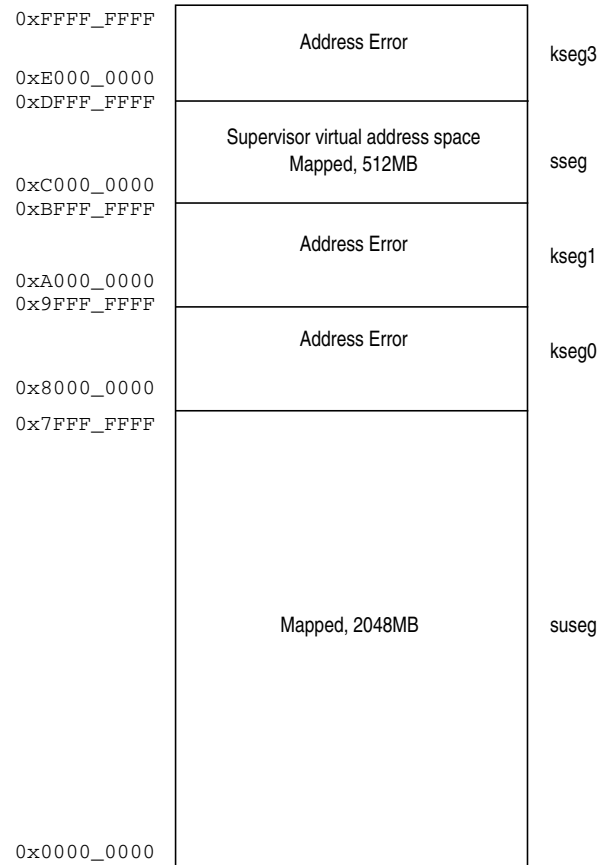 0xFFFF_FFFF
Address Error
kseg3
0xE000_0000
0xDFFF_FFFF
Supervisor virtual address space
Mapped, 512MB
sseg
0xC000_0000
0xBFFF_FFFF
Address Error
kseg1
0xA000_0000
0x9FFF_FFFF
Address Error
kseg0
0x8000_0000
0x7FFF_FFFF
Mapped, 2048MB
suseg
0x0000_0000